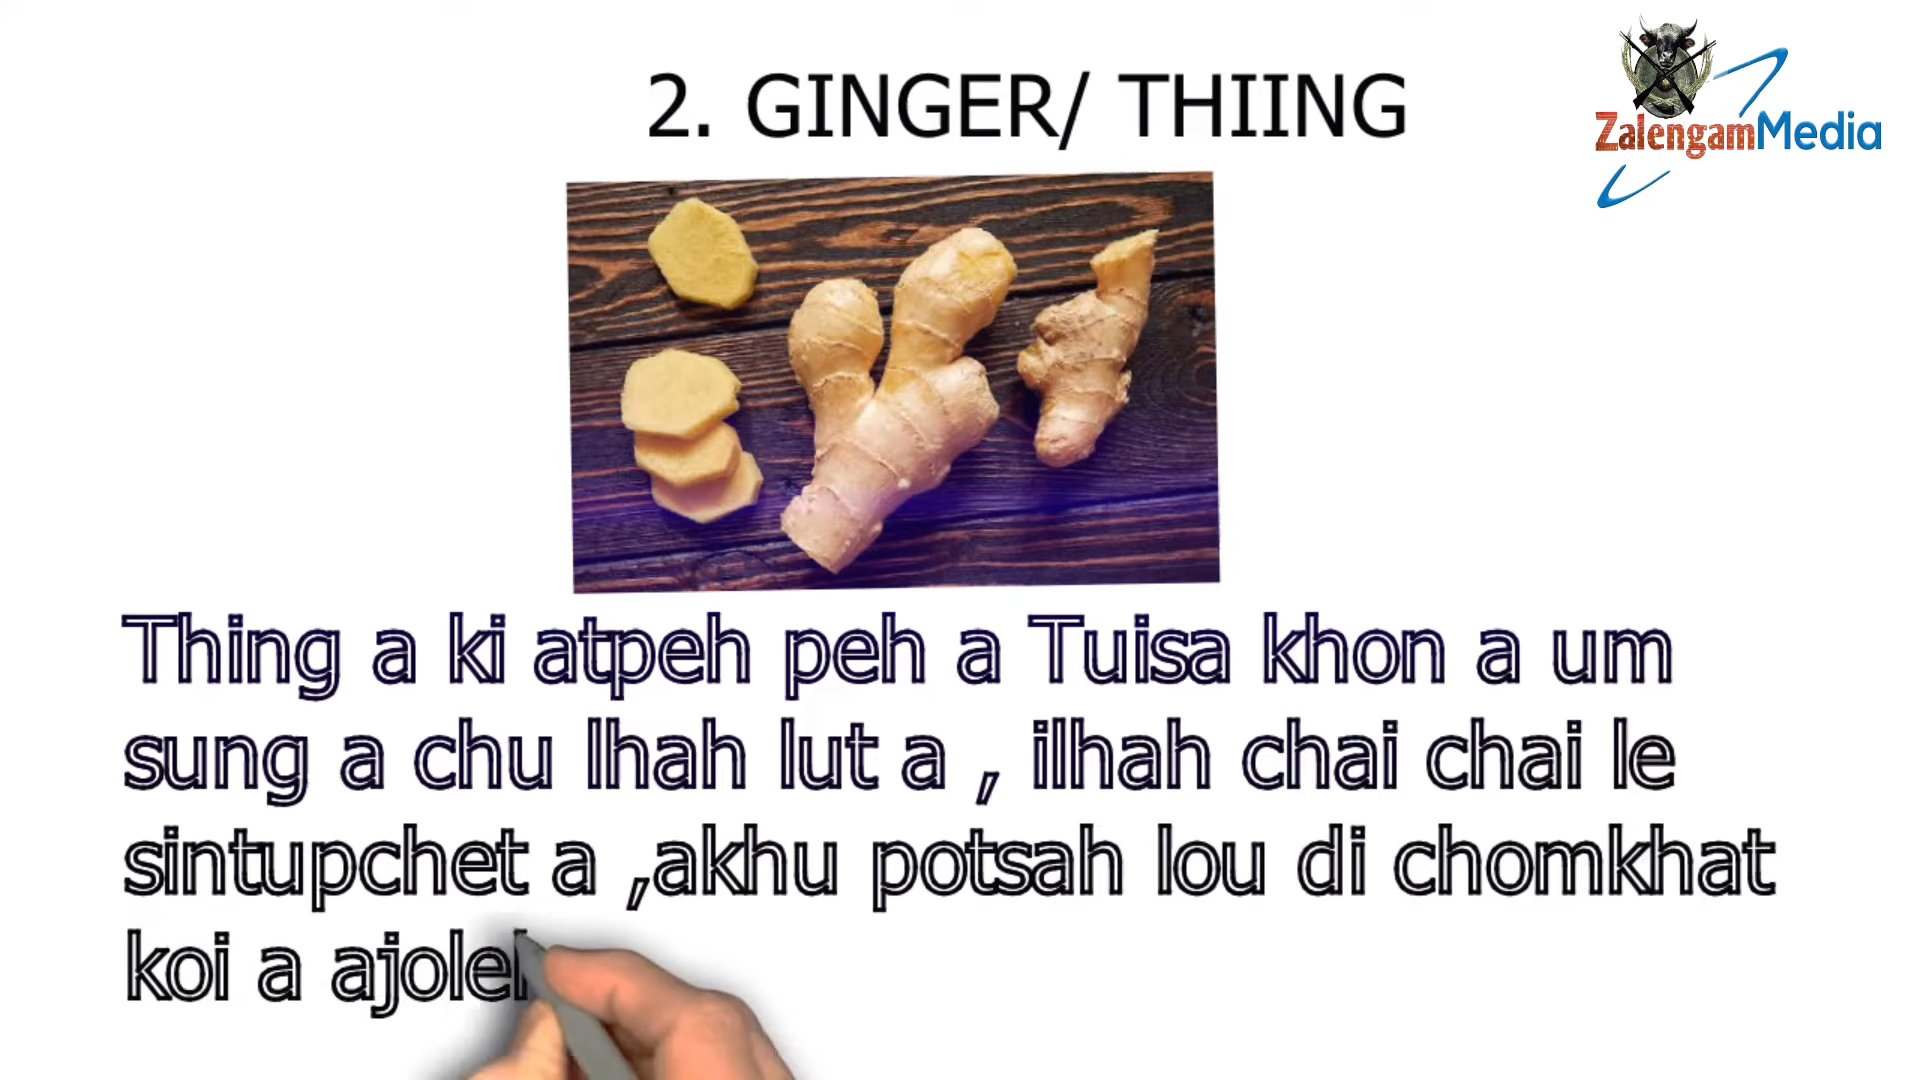 2. GINGER/ THIING
ZalengamMedia
Thing a ki atpeh peh a Tuisa khon a um
sung a chu lhah lut a , ilhah chai chai le
sintupchet a ,akhu potsah lou di chomkhat
koi a